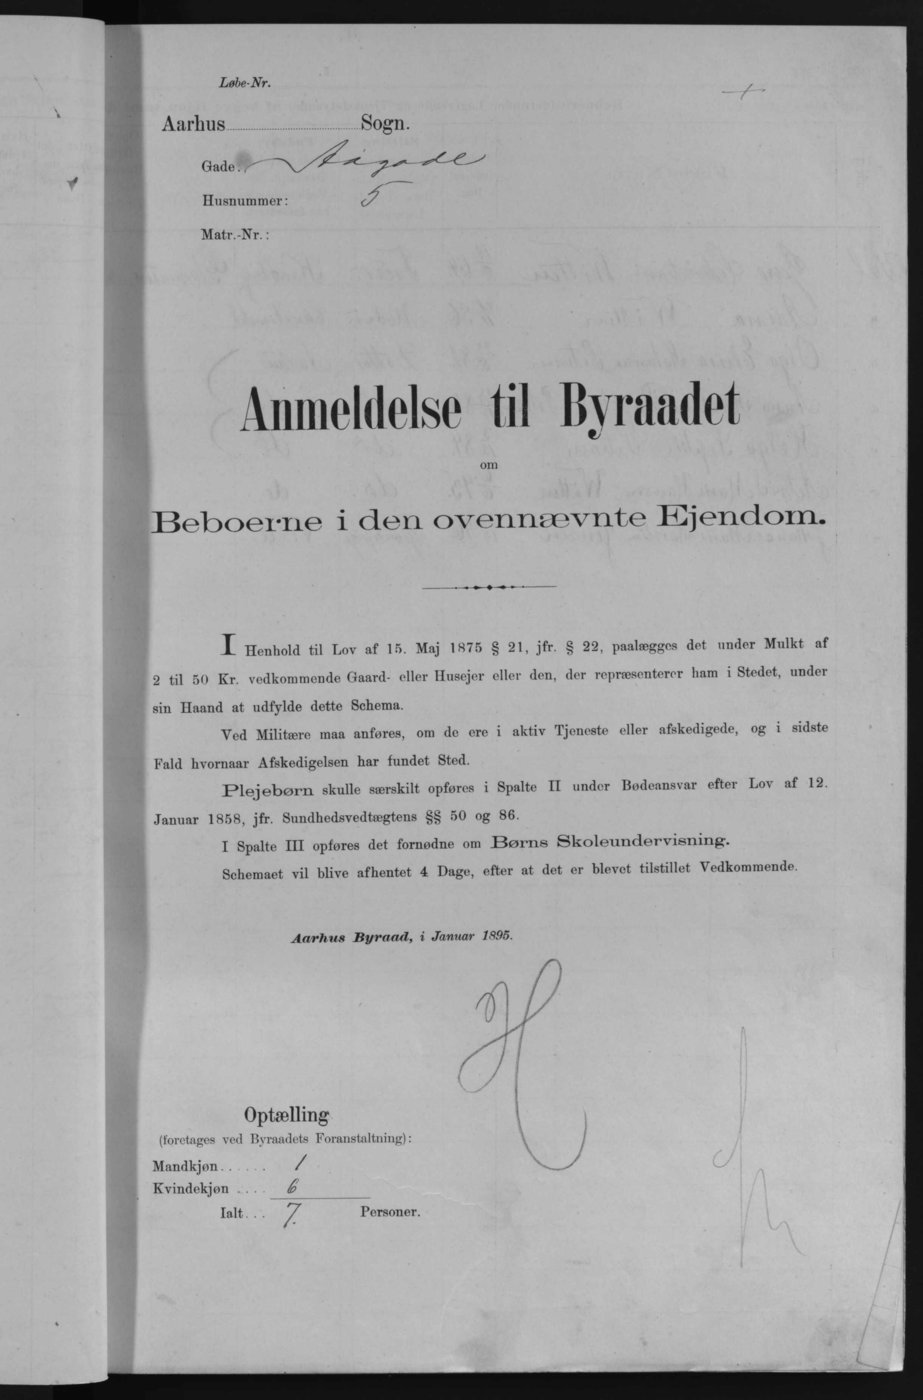 Løbe-Nr.
Aarhus Sogn.
Gade: Aagade
Husnummer: 5
Matr.-Nr.:
Anmeldelse til Byraadet
om
Beboerne i den ovennævnte Ejendom.
I Henhold til Lov af 15. Maj 1875 § 21, jfr. § 22, paalægges det under Mulkt af
2 til 50 Kr. vedkommende Gaard- eller Husejer eller den, der repræsenterer ham i Stedet, under
sin Haand at udfylde dette Schema.
Ved Militære maa anføres, om de ere i aktiv Tjeneste eller afskedigede, og i sidste
Fald hvornaar Afskedigelsen har fundet Sted.
Plejebørn skulle særskilt opføres i Spalte II under Bødeansvar efter Lov af 12.
Januar 1858, jfr. Sundhedsvedtægtens §§ 50 og 86.
I Spalte III opføres det fornødne om Børns Skoleundervisning.
Schemaet vil blive afhentet 4 Dage, efter at det er blevet tilstillet Vedkommende.
Aarhus Byraad, i Januar 1895.
H
Optælling
(foretages ved Byraadets Foranstaltning):
Mandkjøn...... 1
Kvindekjøn .... 6
Ialt... 7. Personer.